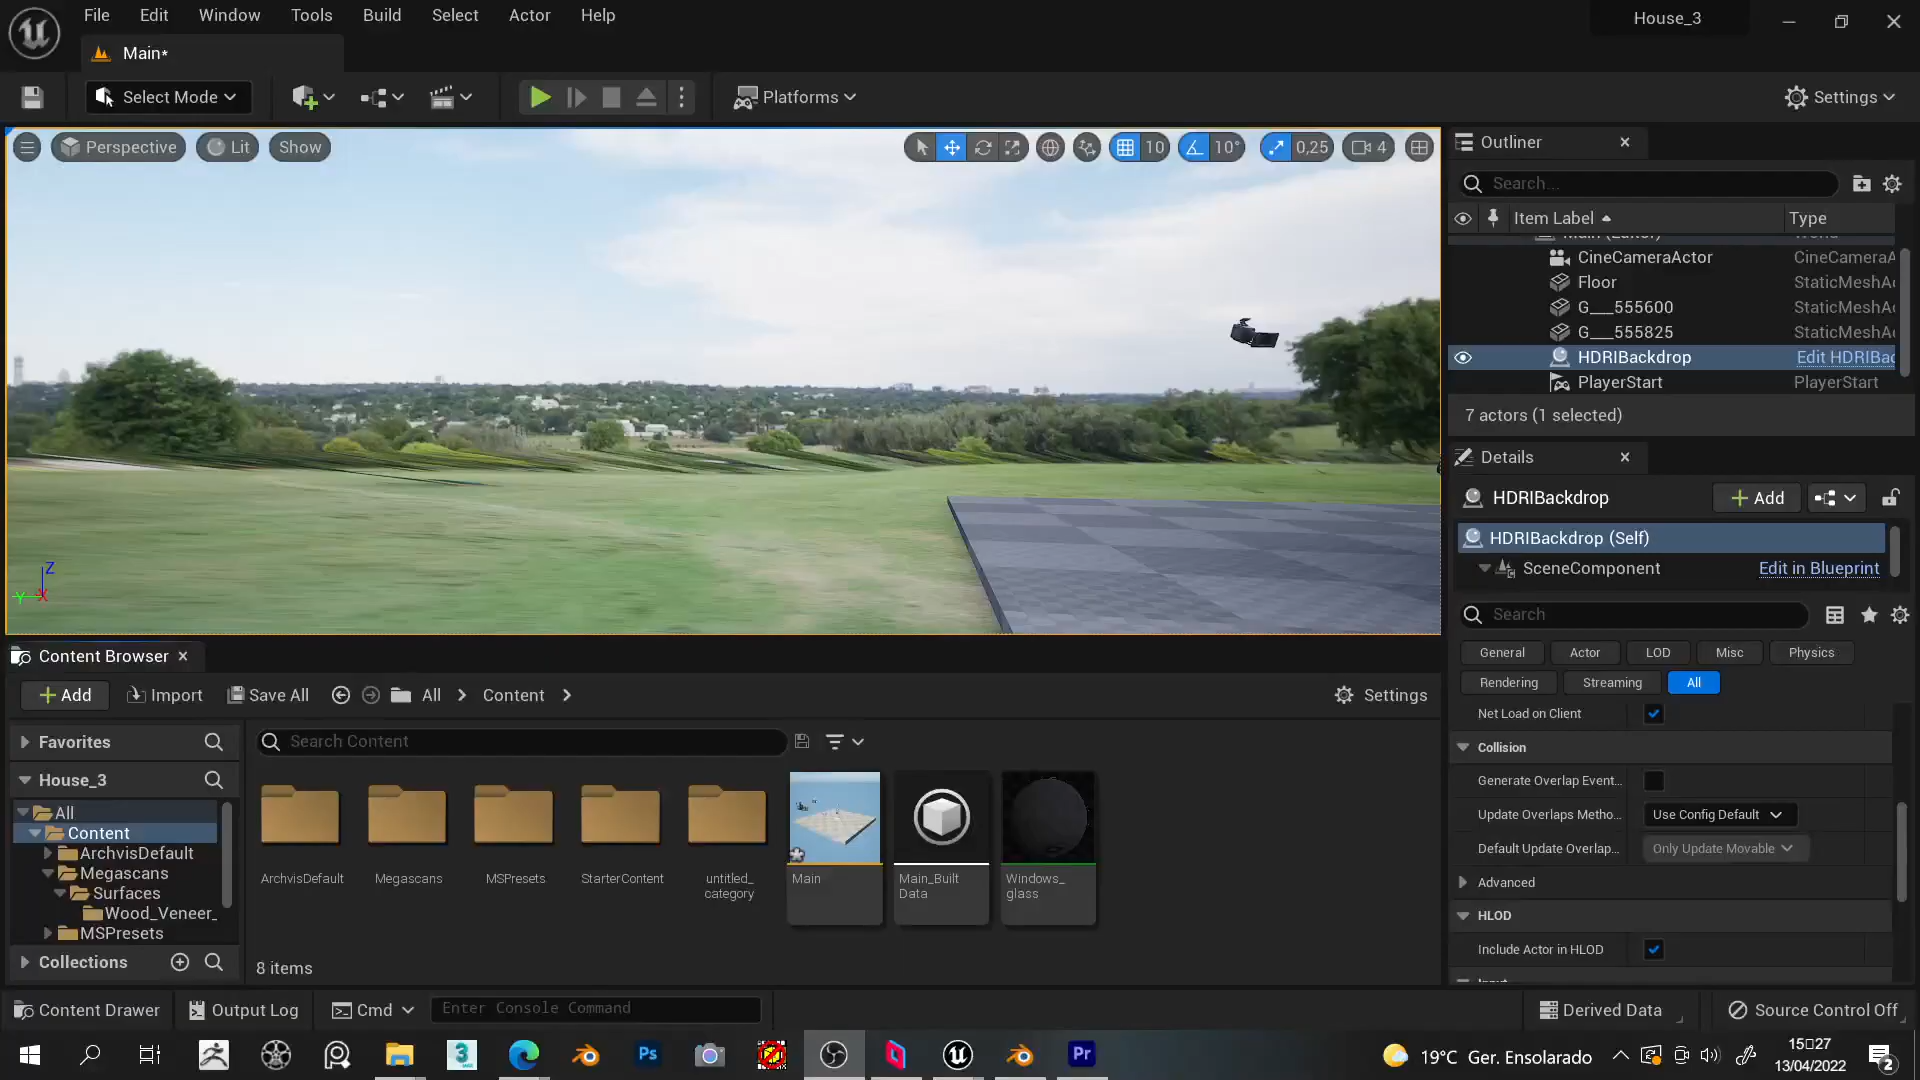 File Edit Window Tools Build Select Actor Help
House_3
Main*
Select Mode
Platforms
Settings
Perspective
Lit
Show
10
10°
0,25
4
Z
Y
X
Outliner
Search...
Item Label
Type
CineCameraActor CineCameraA
Floor StaticMeshA
G___555600 StaticMeshA
G___555825 StaticMeshA
HDRIBackdrop Edit HDRIBac
PlayerStart PlayerStart
7 actors (1 selected)
Details
HDRIBackdrop
Add
HDRIBackdrop (Self)
SceneComponent Edit in Blueprint
Search
General Actor LOD Misc Physics
Rendering Streaming All
Net Load on Client
Collision
Generate Overlap Event...
Update Overlaps Metho... Use Config Default
Default Update Overlap... Only Update Movable
Advanced
HLOD
Include Actor in HLOD
Content Browser
Add Import Save All All Content Settings
Favorites
House_3
All
Content
ArchvisDefault
Megascans
Surfaces
Wood_Veneer_
MSPresets
Collections
Search Content
ArchvisDefault
Megascans
MSPresets
StarterContent
untitled_
category
Main
Main_Built
Data
Windows_
glass
8 items
Content Drawer Output Log Cmd Enter Console Command Derived Data Source Control Off
3
Ps
Pr
19°C Ger. Ensolarado
15:27
13/04/2022
2